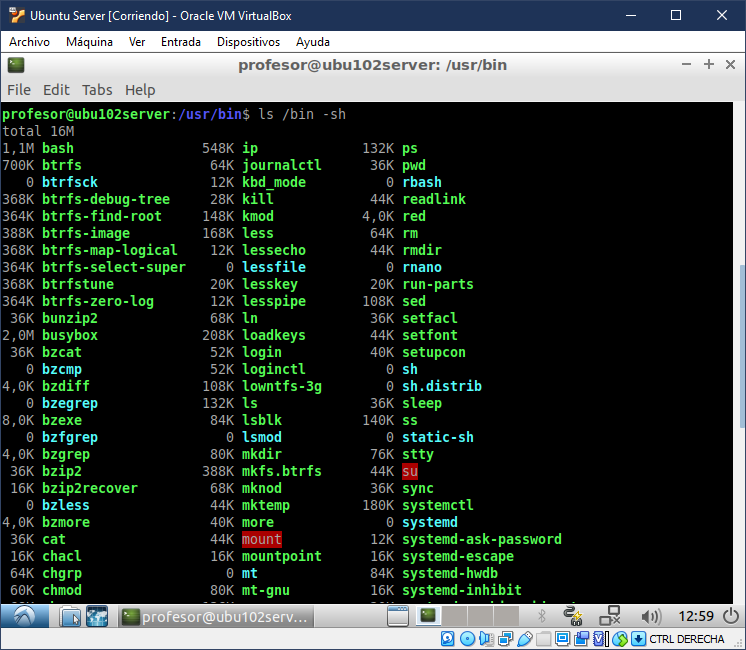 Ubuntu Server [Corriendo] - Oracle VM VirtualBox
Archivo Máquina Ver Entrada Dispositivos Ayuda
profesor@ubu102server: /usr/bin
File Edit Tabs Help
profesor@ubu102server:/usr/bin$ ls /bin -sh
total 16M
1,1M bash 548K ip 132K ps
700K btrfs 64K journalctl 36K pwd
0 btrfsck 12K kbd_mode 0 rbash
368K btrfs-debug-tree 28K kill 44K readlink
364K btrfs-find-root 148K kmod 4,0K red
388K btrfs-image 168K less 64K rm
368K btrfs-map-logical 12K lessecho 44K rmdir
364K btrfs-select-super 0 lessfile 0 rnano
368K btrfstune 20K lesskey 20K run-parts
364K btrfs-zero-log 12K lesspipe 108K sed
36K bunzip2 68K ln 36K setfacl
2,0M busybox 208K loadkeys 44K setfont
36K bzcat 52K login 40K setupcon
0 bzcmp 52K loginctl 0 sh
4,0K bzdiff 108K lowntfs-3g 0 sh.distrib
0 bzegrep 132K ls 36K sleep
8,0K bzexe 84K lsblk 140K ss
0 bzfgrep 0 lsmod 0 static-sh
4,0K bzgrep 80K mkdir 76K stty
36K bzip2 388K mkfs.btrfs 44K su
16K bzip2recover 68K mknod 36K sync
0 bzless 44K mktemp 180K systemctl
4,0K bzmore 40K more 0 systemd
36K cat 44K mount 12K systemd-ask-password
16K chacl 16K mountpoint 16K systemd-escape
64K chgrp 0 mt 84K systemd-hwdb
60K chmod 80K mt-gnu 16K systemd-inhibit
profesor@ubu102serv... 12:59
CTRL DERECHA